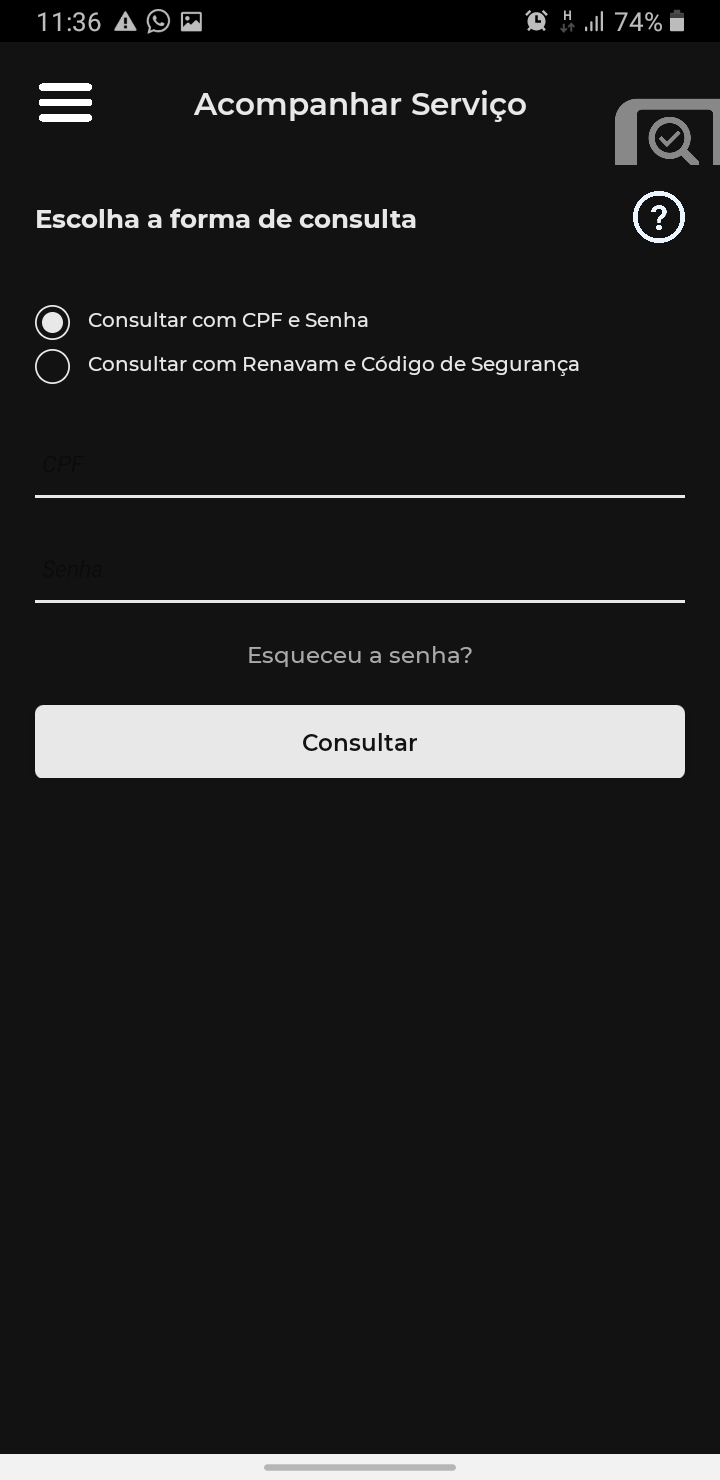 11:36
H
74%
Acompanhar Serviço
Escolha a forma de consulta
?
Consultar com CPF e Senha
Consultar com Renavam e Código de Segurança
CPF
Senha
Esqueceu a senha?
Consultar